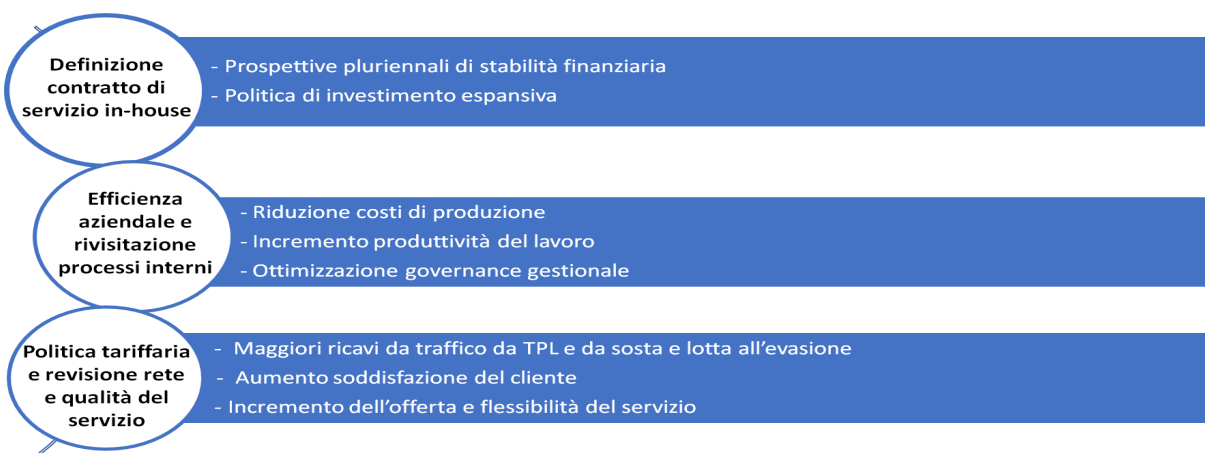 Definizione
contratto di
servizio in-house
- Prospettive pluriennali di stabilità finanziaria
- Politica di investimento espansiva
Efficienza
aziendale e
rivisitazione
processi interni
- Riduzione costi di produzione
- Incremento produttività del lavoro
- Ottimizzazione governance gestionale
Politica tariffaria
e revisione rete
e qualità del
servizio
- Maggiori ricavi da traffico da TPL e da sosta e lotta all’evasione
- Aumento soddisfazione del cliente
- Incremento dell’offerta e flessibilità del servizio